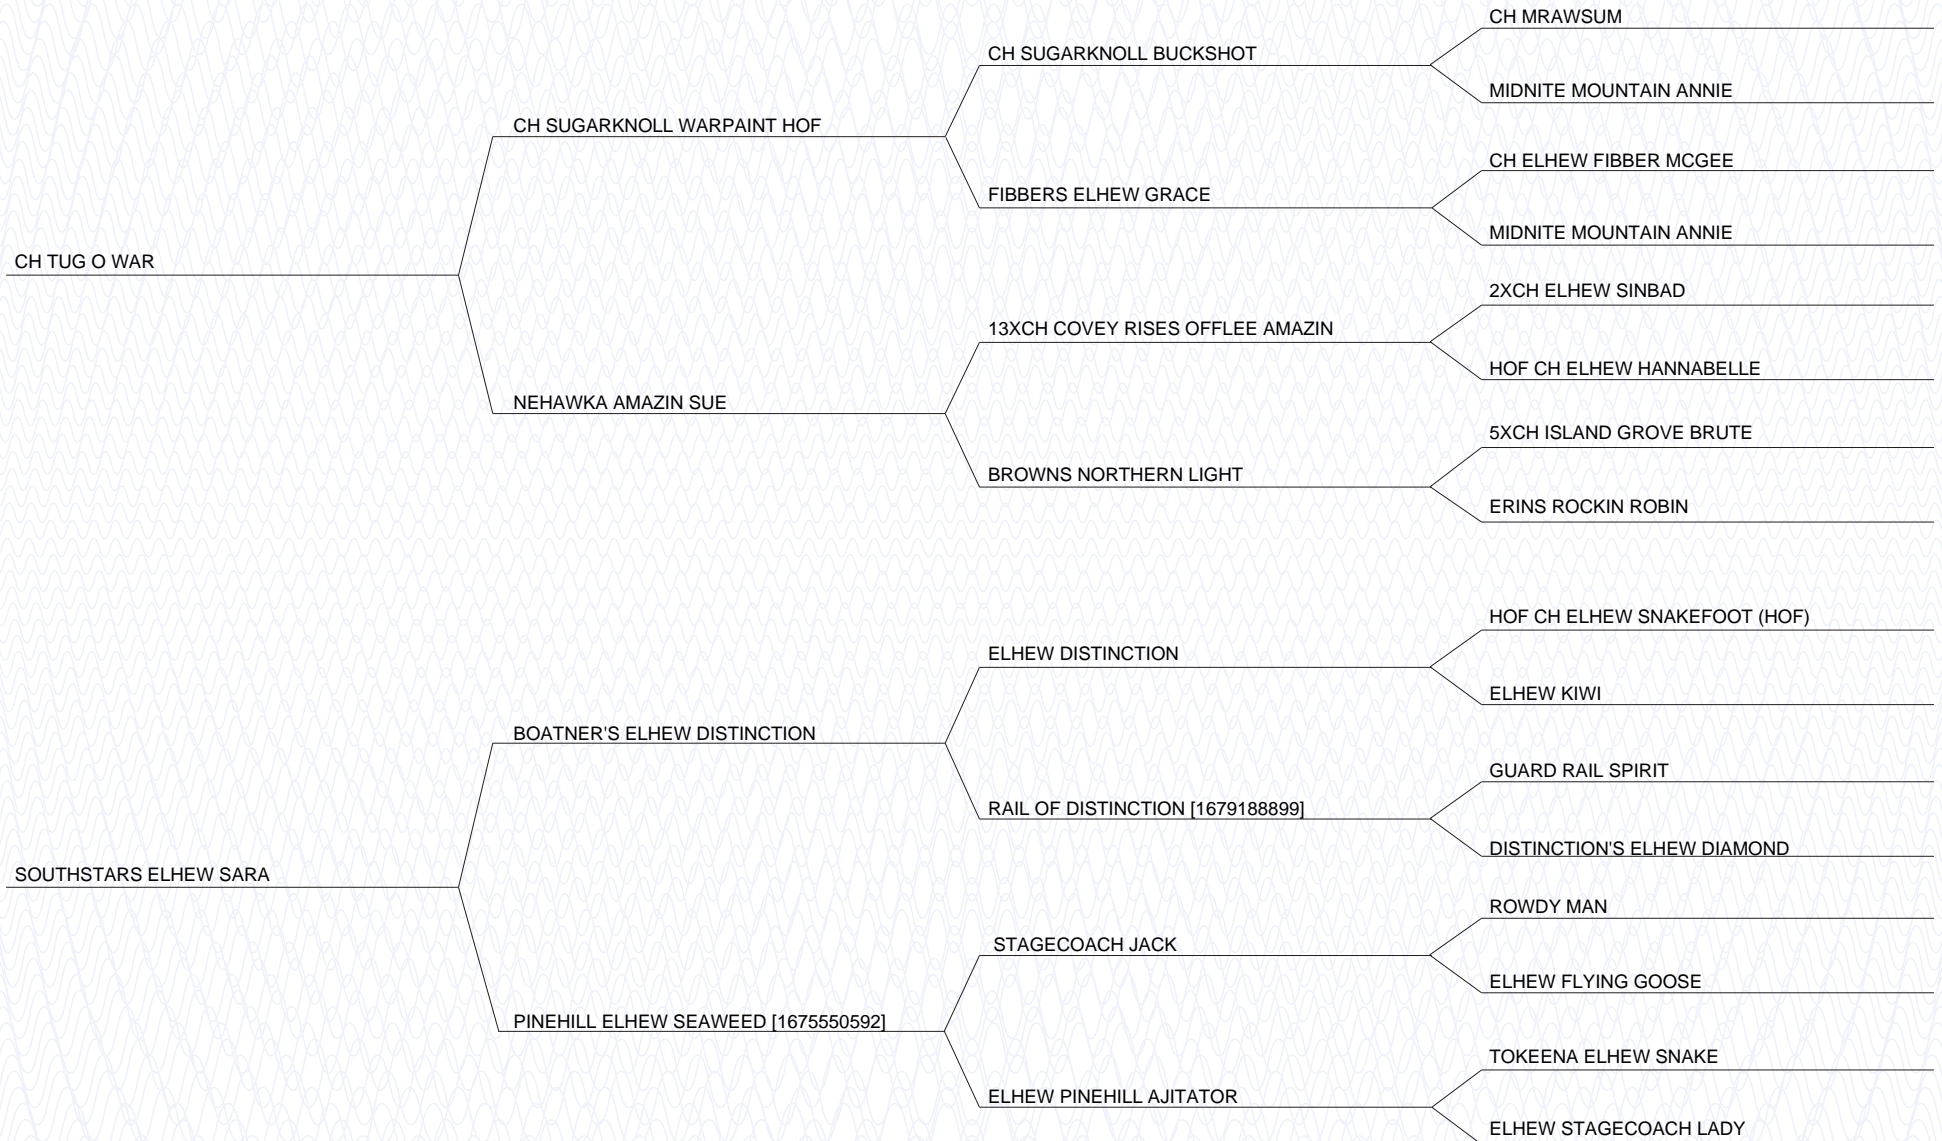 CH MRAWSUM
CH SUGARKNOLL BUCKSHOT
MIDNITE MOUNTAIN ANNIE
CH SUGARKNOLL WARPAINT HOF
CH ELHEW FIBBER MCGEE
FIBBERS ELHEW GRACE
MIDNITE MOUNTAIN ANNIE
CH TUG O WAR
2XCH ELHEW SINBAD
13XCH COVEY RISES OFFLEE AMAZIN
HOF CH ELHEW HANNABELLE
NEHAWKA AMAZIN SUE
5XCH ISLAND GROVE BRUTE
BROWNS NORTHERN LIGHT
ERINS ROCKIN ROBIN
HOF CH ELHEW SNAKEFOOT (HOF)
ELHEW DISTINCTION
ELHEW KIWI
BOATNER'S ELHEW DISTINCTION
GUARD RAIL SPIRIT
RAIL OF DISTINCTION [1679188899]
DISTINCTION'S ELHEW DIAMOND
SOUTHSTARS ELHEW SARA
ROWDY MAN
STAGECOACH JACK
ELHEW FLYING GOOSE
PINEHILL ELHEW SEAWEED [1675550592]
TOKEENA ELHEW SNAKE
ELHEW PINEHILL AJITATOR
ELHEW STAGECOACH LADY